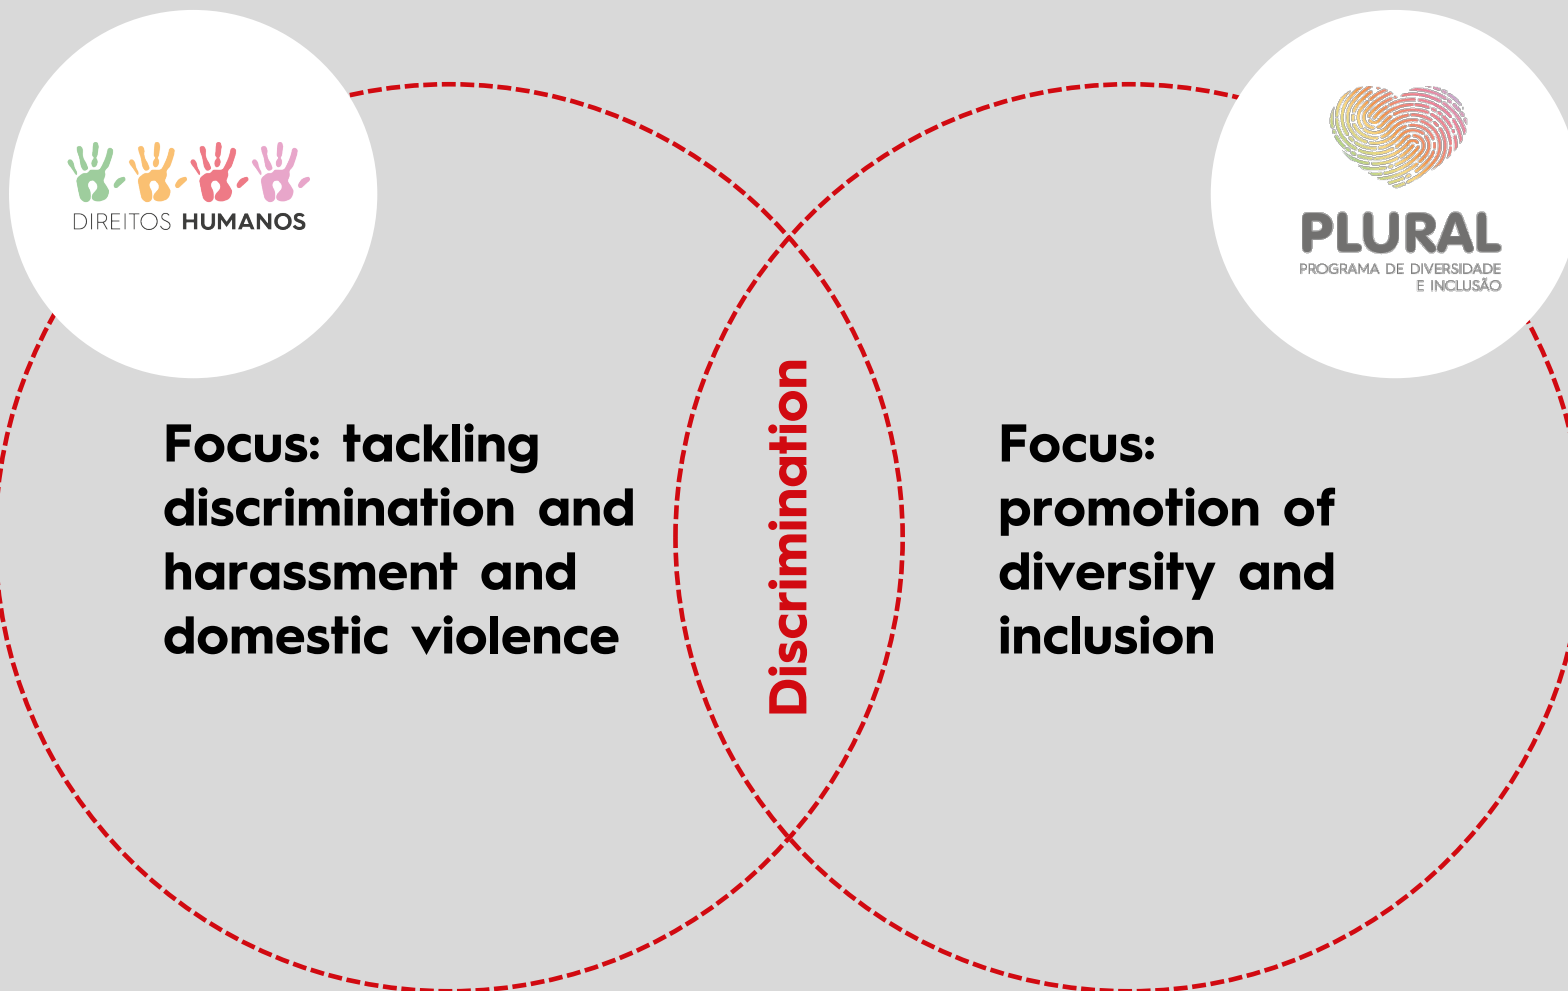 DIREITOS HUMANOS
PLURAL
PROGRAMA DE DIVERSIDADE
E INCLUSÃO
Focus: tackling
discrimination and
harassment and
domestic violence
Discrimination
Focus:
promotion of
diversity and
inclusion